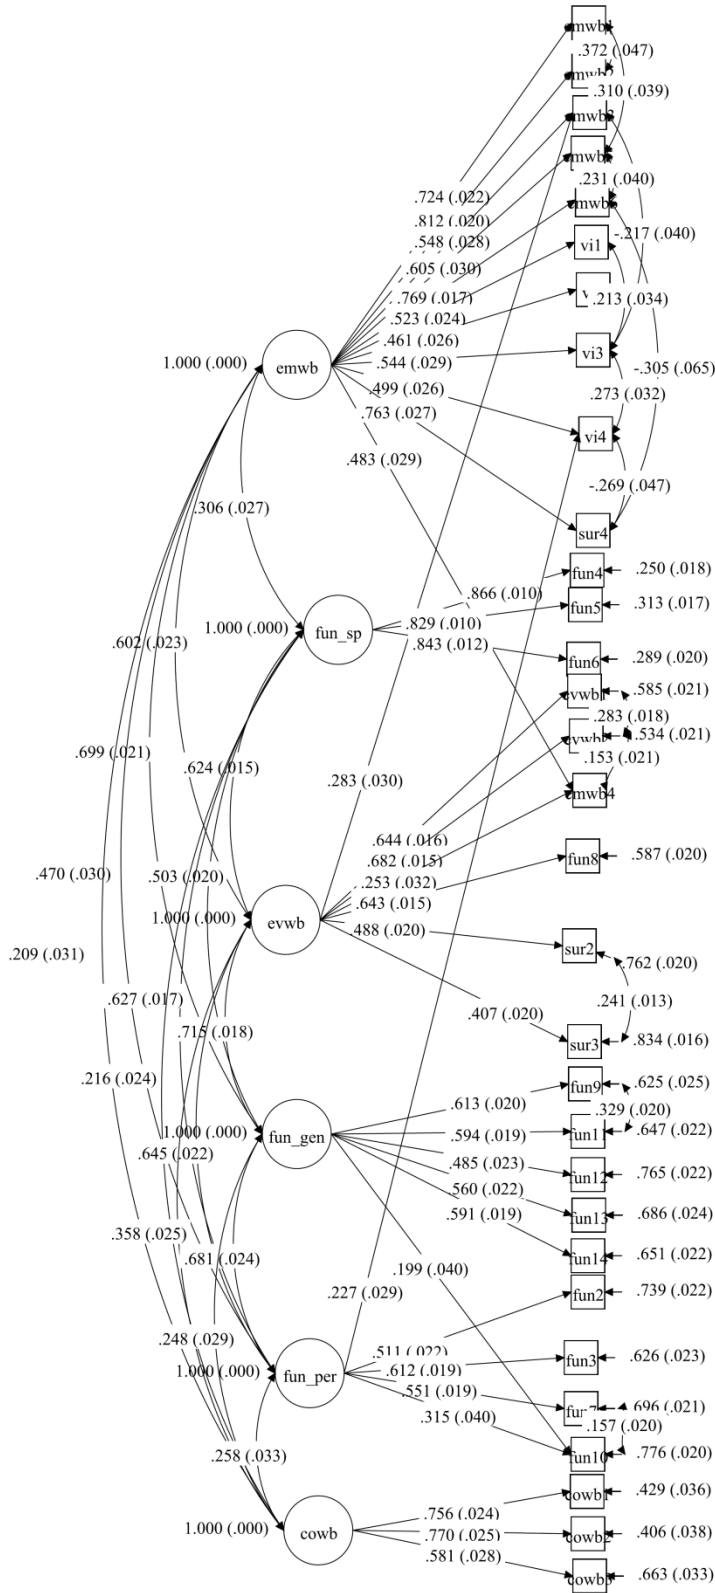 emwb1
.372 (.047)
emwb2
.310 (.039)
emwb3
.231 (.040)
-.217 (.040)
.724 (.022)
.812 (.020)
.548 (.028)
.605 (.030)
.769 (.017)
.523 (.024)
.461 (.026)
.544 (.029)
.499 (.026)
.763 (.027)
.483 (.029)
vi1
.213 (.034)
vi3
-.305 (.065)
.273 (.032)
1.000 (.000)
emwb
vi4
-.269 (.047)
.306 (.027)
sur4
fun4
.250 (.018)
.866 (.010)
fun5
.313 (.017)
.829 (.010)
1.000 (.000)
fun_sp
.602 (.023)
.843 (.012)
fun6
.289 (.020)
evwb1
.585 (.021)
.283 (.018)
.534 (.021)
.699 (.021)
.153 (.021)
.624 (.015)
.283 (.030)
emwb4
.644 (.016)
.682 (.015)
fun8
.587 (.020)
.470 (.030)
.503 (.020)
.253 (.032)
.643 (.015)
1.000 (.000)
evwb
.488 (.020)
sur2
.209 (.031)
.762 (.020)
.627 (.017)
.241 (.013)
.407 (.020)
.715 (.018)
sur3
.834 (.016)
.216 (.024)
fun9
.625 (.025)
.613 (.020)
.329 (.020)
1.000 (.000)
fun_gen
.594 (.019)
fun11
.647 (.022)
.645 (.022)
.485 (.023)
fun12
.765 (.022)
.560 (.022)
fun13
.686 (.024)
.358 (.025)
.591 (.019)
fun14
.651 (.022)
.681 (.024)
.199 (.040)
.227 (.029)
fun2
.739 (.022)
.248 (.029)
.511 (.022)
fun3
.626 (.023)
1.000 (.000)
fun_per
.612 (.019)
.551 (.019)
.696 (.021)
.315 (.040)
.157 (.020)
fun10
.776 (.020)
.258 (.033)
cowb1
.429 (.036)
.756 (.024)
1.000 (.000)
cowb
.770 (.025)
cowb2
.406 (.038)
.581 (.028)
cowb3
.663 (.033)